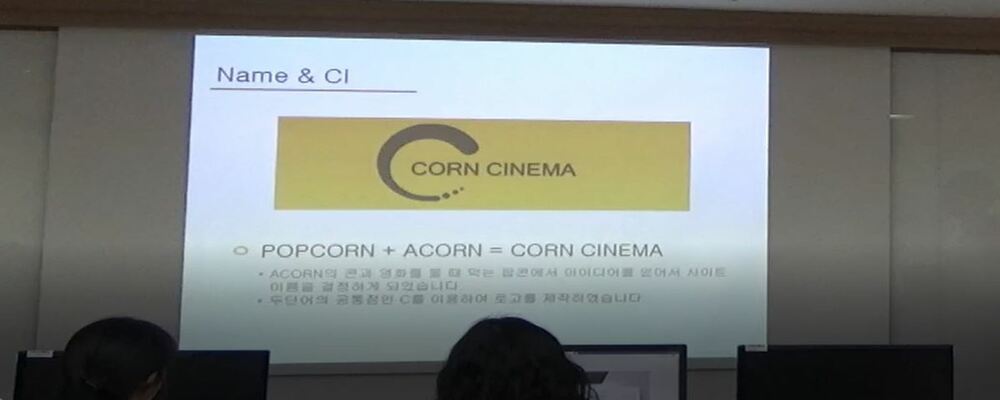 Name & CI
CORN CINEMA
POPCORN + ACORN = CORN CINEMA
ACORN의 콘과 영화를 볼 때 먹는 팝콘에서 아이디어를 얻어서 사이트
이름을 결정하게 되었습니다
두단어의 공통점인 C를 이용하여 로고를 제작하였습니다